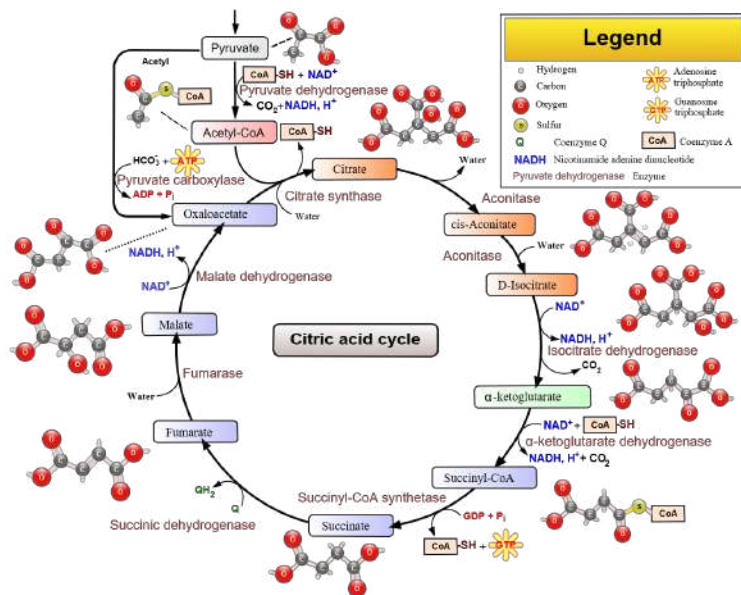 Pyruvate
Acetyl
CoA-SH + NAD⁺
Pyruvate dehydrogenase
CO₂+NADH, H⁺
S
CoA
Acetyl-CoA
CoA-SH
HCO₃⁻ + ATP
Pyruvate carboxylase
ADP + Pᵢ
Citrate
Citrate synthase
Water
Oxaloacetate
Water
Aconitase
cis-Aconitate
Aconitase
Water
D-Isocitrate
NAD⁺
NADH, H⁺
Isocitrate dehydrogenase
CO₂
α-ketoglutarate
NAD⁺ + CoA-SH
α-ketoglutarate dehydrogenase
NADH, H⁺ + CO₂
Succinyl-CoA
S
CoA
Succinyl-CoA synthetase
GDP + Pᵢ
CoA-SH + GTP
Succinate
QH₂
Q
Succinic dehydrogenase
Fumarate
Water
Fumarase
Malate
NADH, H⁺
Malate dehydrogenase
NAD⁺
Citric acid cycle
Legend
Hydrogen
C Carbon
O Oxygen
S Sulfur
Q Coenzyme Q
NADH Nicotinamide adenine dinucleotide
Pyruvate dehydrogenase Enzyme
ATP Adenosine
triphosphate
GTP Guanosine
triphosphate
CoA Coenzyme A